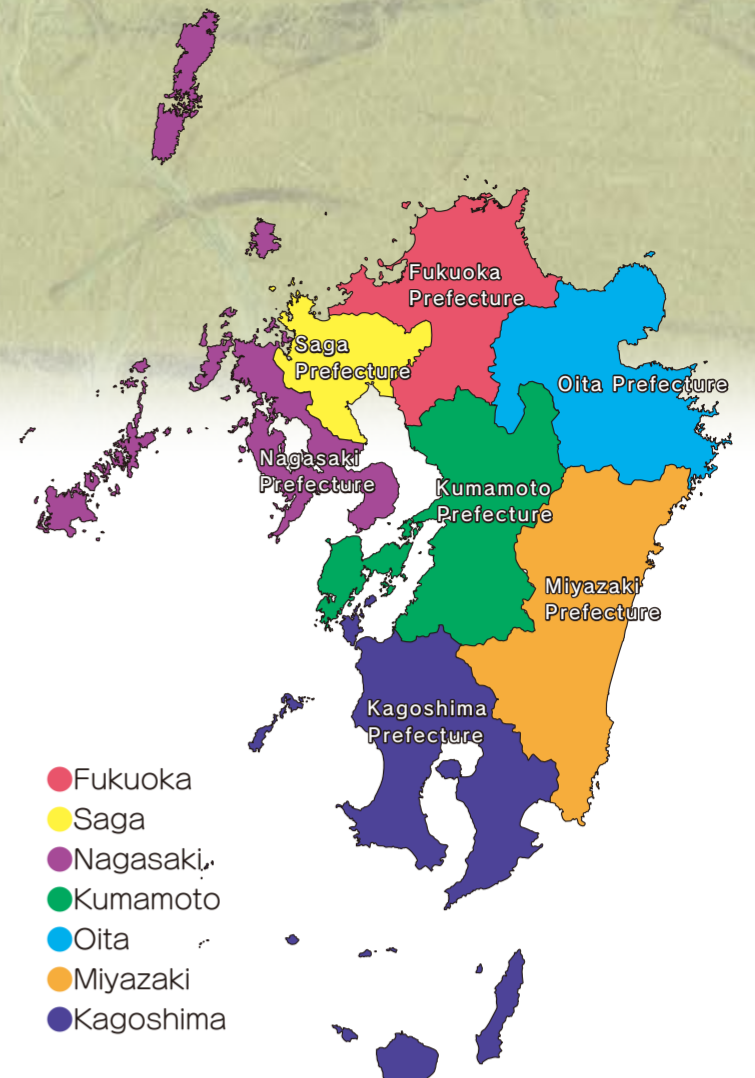 Fukuoka
Prefecture
Saga
Prefecture
Oita Prefecture
Nagasaki
Prefecture
Kumamoto
Prefecture
Miyazaki
Prefecture
Kagoshima
Prefecture
Fukuoka
Saga
Nagasaki
Kumamoto
Oita
Miyazaki
Kagoshima